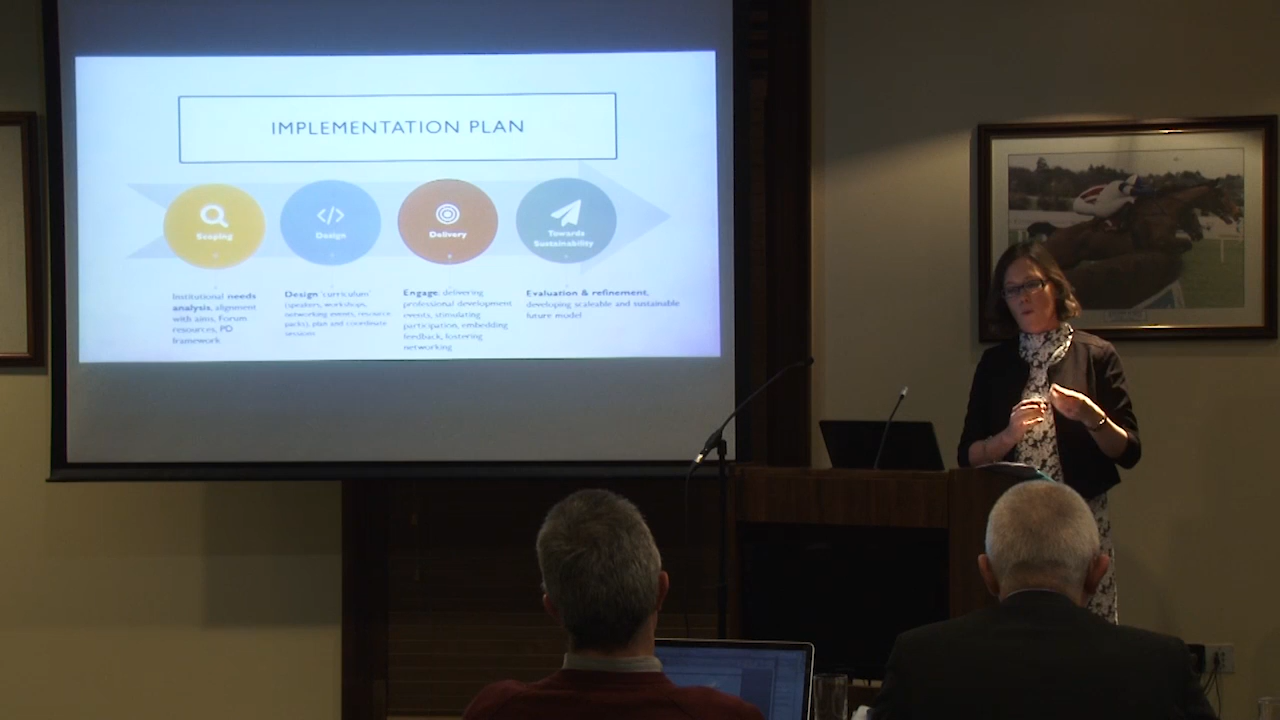 IMPLEMENTATION PLAN
Scoping
Design
Delivery
Towards
Sustainability
Institutional needs
analysis, alignment
with aims, Forum
resources, PD
framework
Design 'curriculum'
(speakers, workshops,
networking events, resource
packs), plan and coordinate
sessions
Engage: delivering
professional development
events, stimulating
participation, embedding
feedback, fostering
networking
Evaluation & refinement,
developing scaleable and sustainable
future model